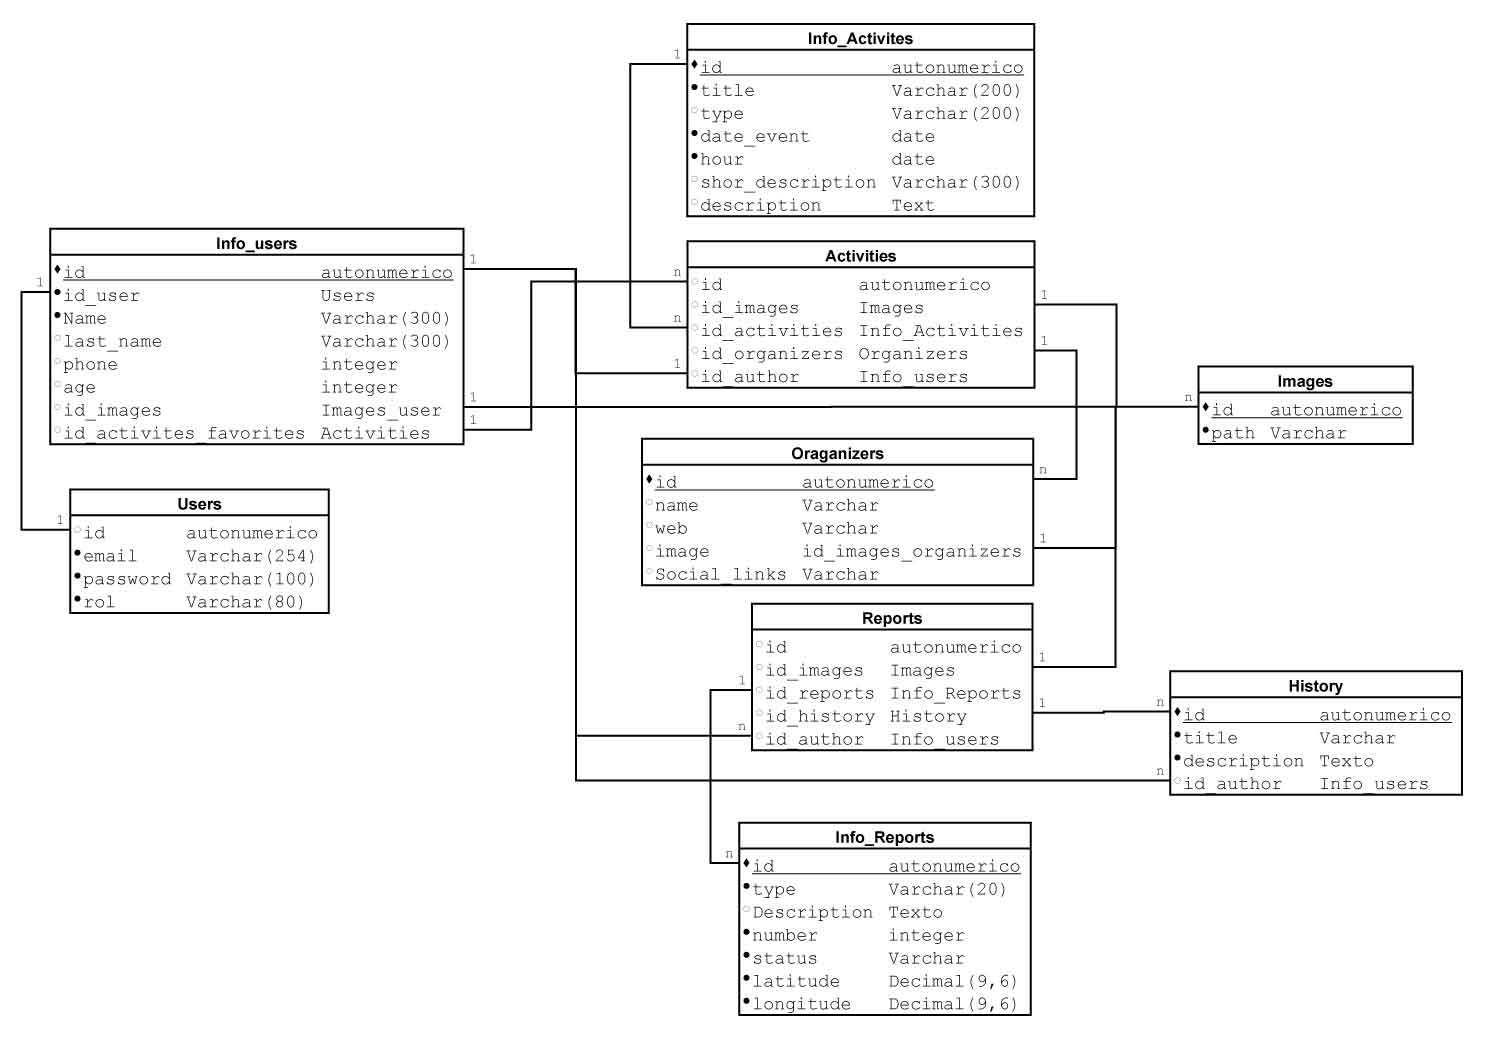 Info_Activites
1
id autonumerico
title Varchar(200)
type Varchar(200)
date_event date
hour date
shor_description Varchar(300)
description Text
Info_users
1
id autonumerico
1
id_user Users
Name Varchar(300)
last_name Varchar(300)
phone integer
age integer
1
id_images Images_user
1
id_activites_favorites Activities
Activities
n
id autonumerico
1
id_images Images
n
id_activities Info_Activities
1
id_organizers Organizers
1
id_author Info_users
Images
n
id autonumerico
path Varchar
Oraganizers
n
id autonumerico
name Varchar
web Varchar
1
image id_images_organizers
Social_links Varchar
Users
1
id autonumerico
email Varchar(254)
password Varchar(100)
rol Varchar(80)
Reports
id autonumerico
1
id_images Images
1
id_reports Info_Reports
1
id_history History
n
id_author Info_users
History
n
id autonumerico
title Varchar
description Texto
n
id_author Info_users
Info_Reports
n
id autonumerico
type Varchar(20)
Description Texto
number integer
status Varchar
latitude Decimal(9,6)
longitude Decimal(9,6)